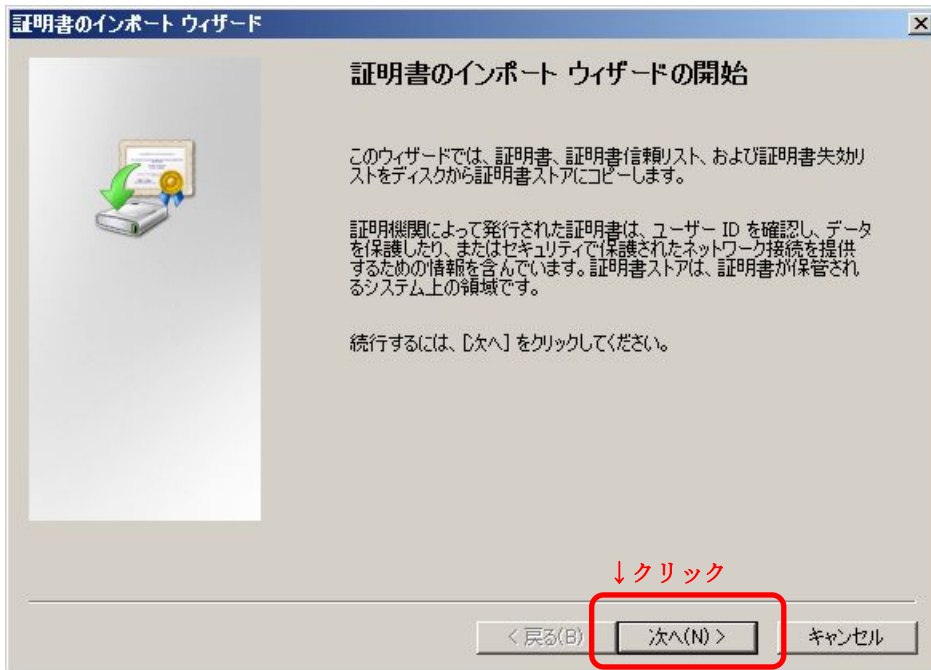 証明書のインポート ウィザード
証明書のインポート ウィザードの開始
このウィザードでは、証明書、証明書信頼リスト、および証明書失効リ
ストをディスクから証明書ストアにコピーします。
証明機関によって発行された証明書は、ユーザー ID を確認し、データ
を保護したり、またはセキュリティで保護されたネットワーク接続を提供
するための情報を含んでいます。証明書ストアは、証明書が保管され
るシステム上の領域です。
続行するには、[次へ] をクリックしてください。
↓クリック
< 戻る(B) 次へ(N) > キャンセル